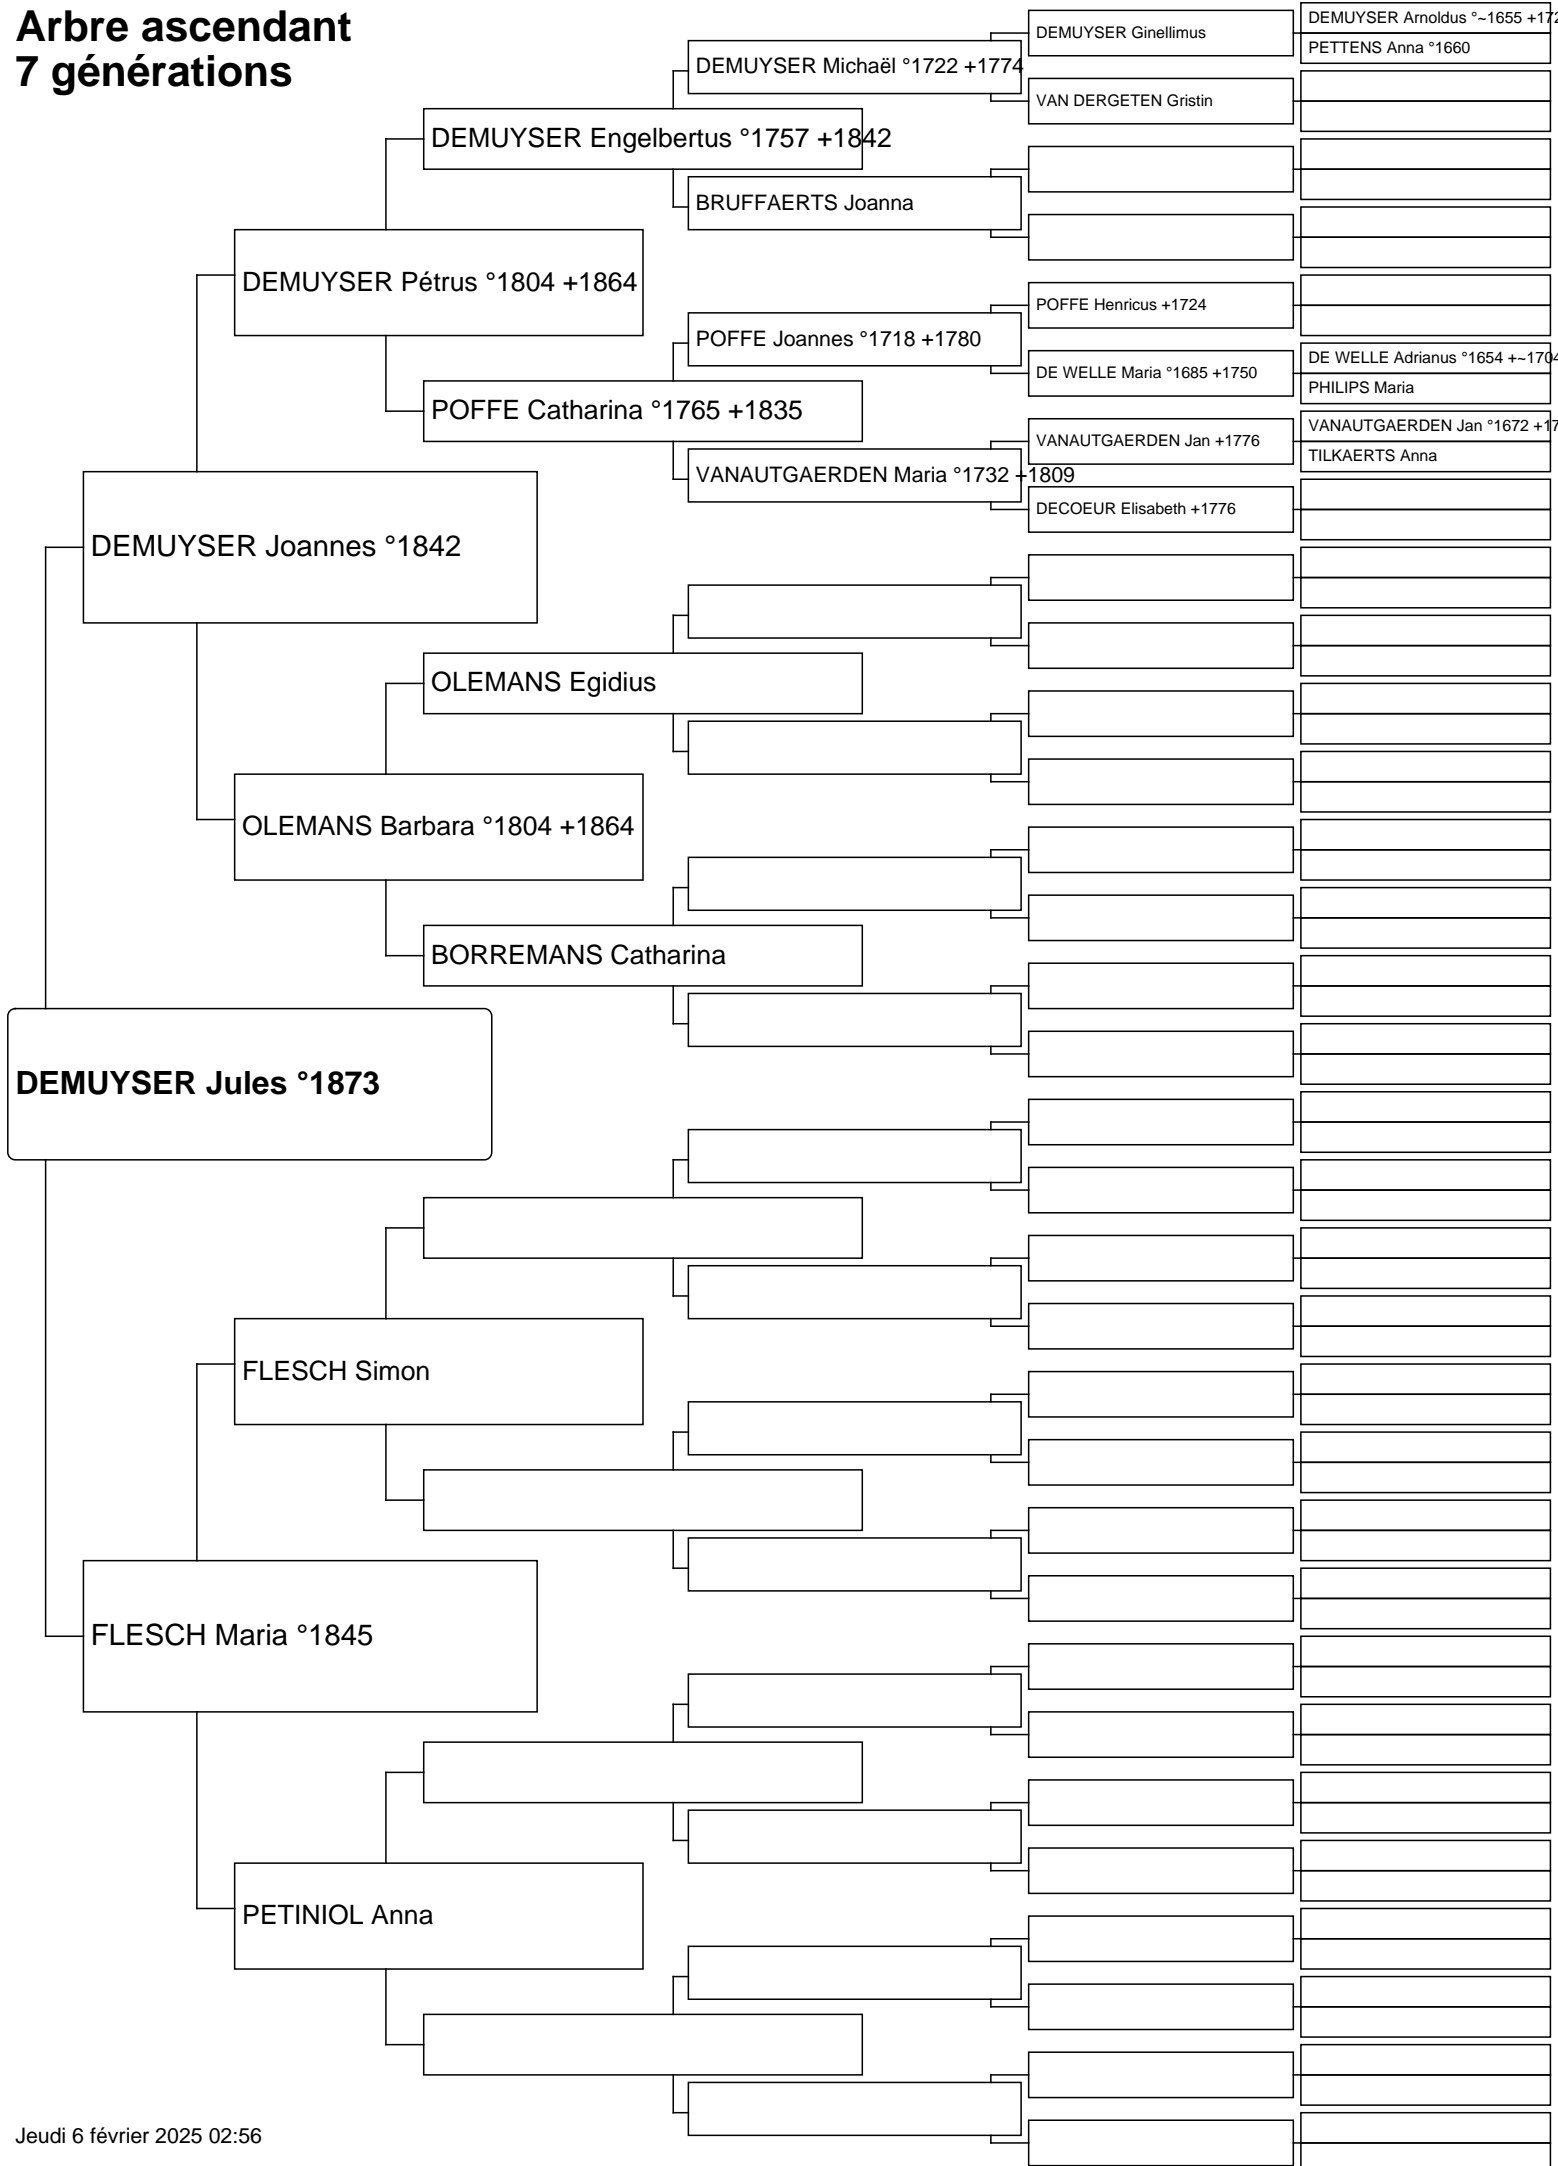 Arbre ascendant
7 générations
DEMUYSER Jules °1873
DEMUYSER Joannes °1842
FLESCH Maria °1845
DEMUYSER Pétrus °1804 +1864
OLEMANS Barbara °1804 +1864
FLESCH Simon
PETINIOL Anna
DEMUYSER Engelbertus °1757 +1842
POFFE Catharina °1765 +1835
OLEMANS Egidius
BORREMANS Catharina
DEMUYSER Michaël °1722 +1774
BRUFFAERTS Joanna
POFFE Joannes °1718 +1780
VANAUTGAERDEN Maria °1732 +1809
DEMUYSER Ginellimus
VAN DERGETEN Gristin
POFFE Henricus +1724
DE WELLE Maria °1685 +1750
VANAUTGAERDEN Jan +1776
DECOEUR Elisabeth +1776
DEMUYSER Arnoldus °~1655
PETTENS Anna °1660
DE WELLE Adrianus °1654 +~1704
PHILIPS Maria
VANAUTGAERDEN Jan °1672
TILKAERTS Anna
Jeudi 6 février 2025 02:56